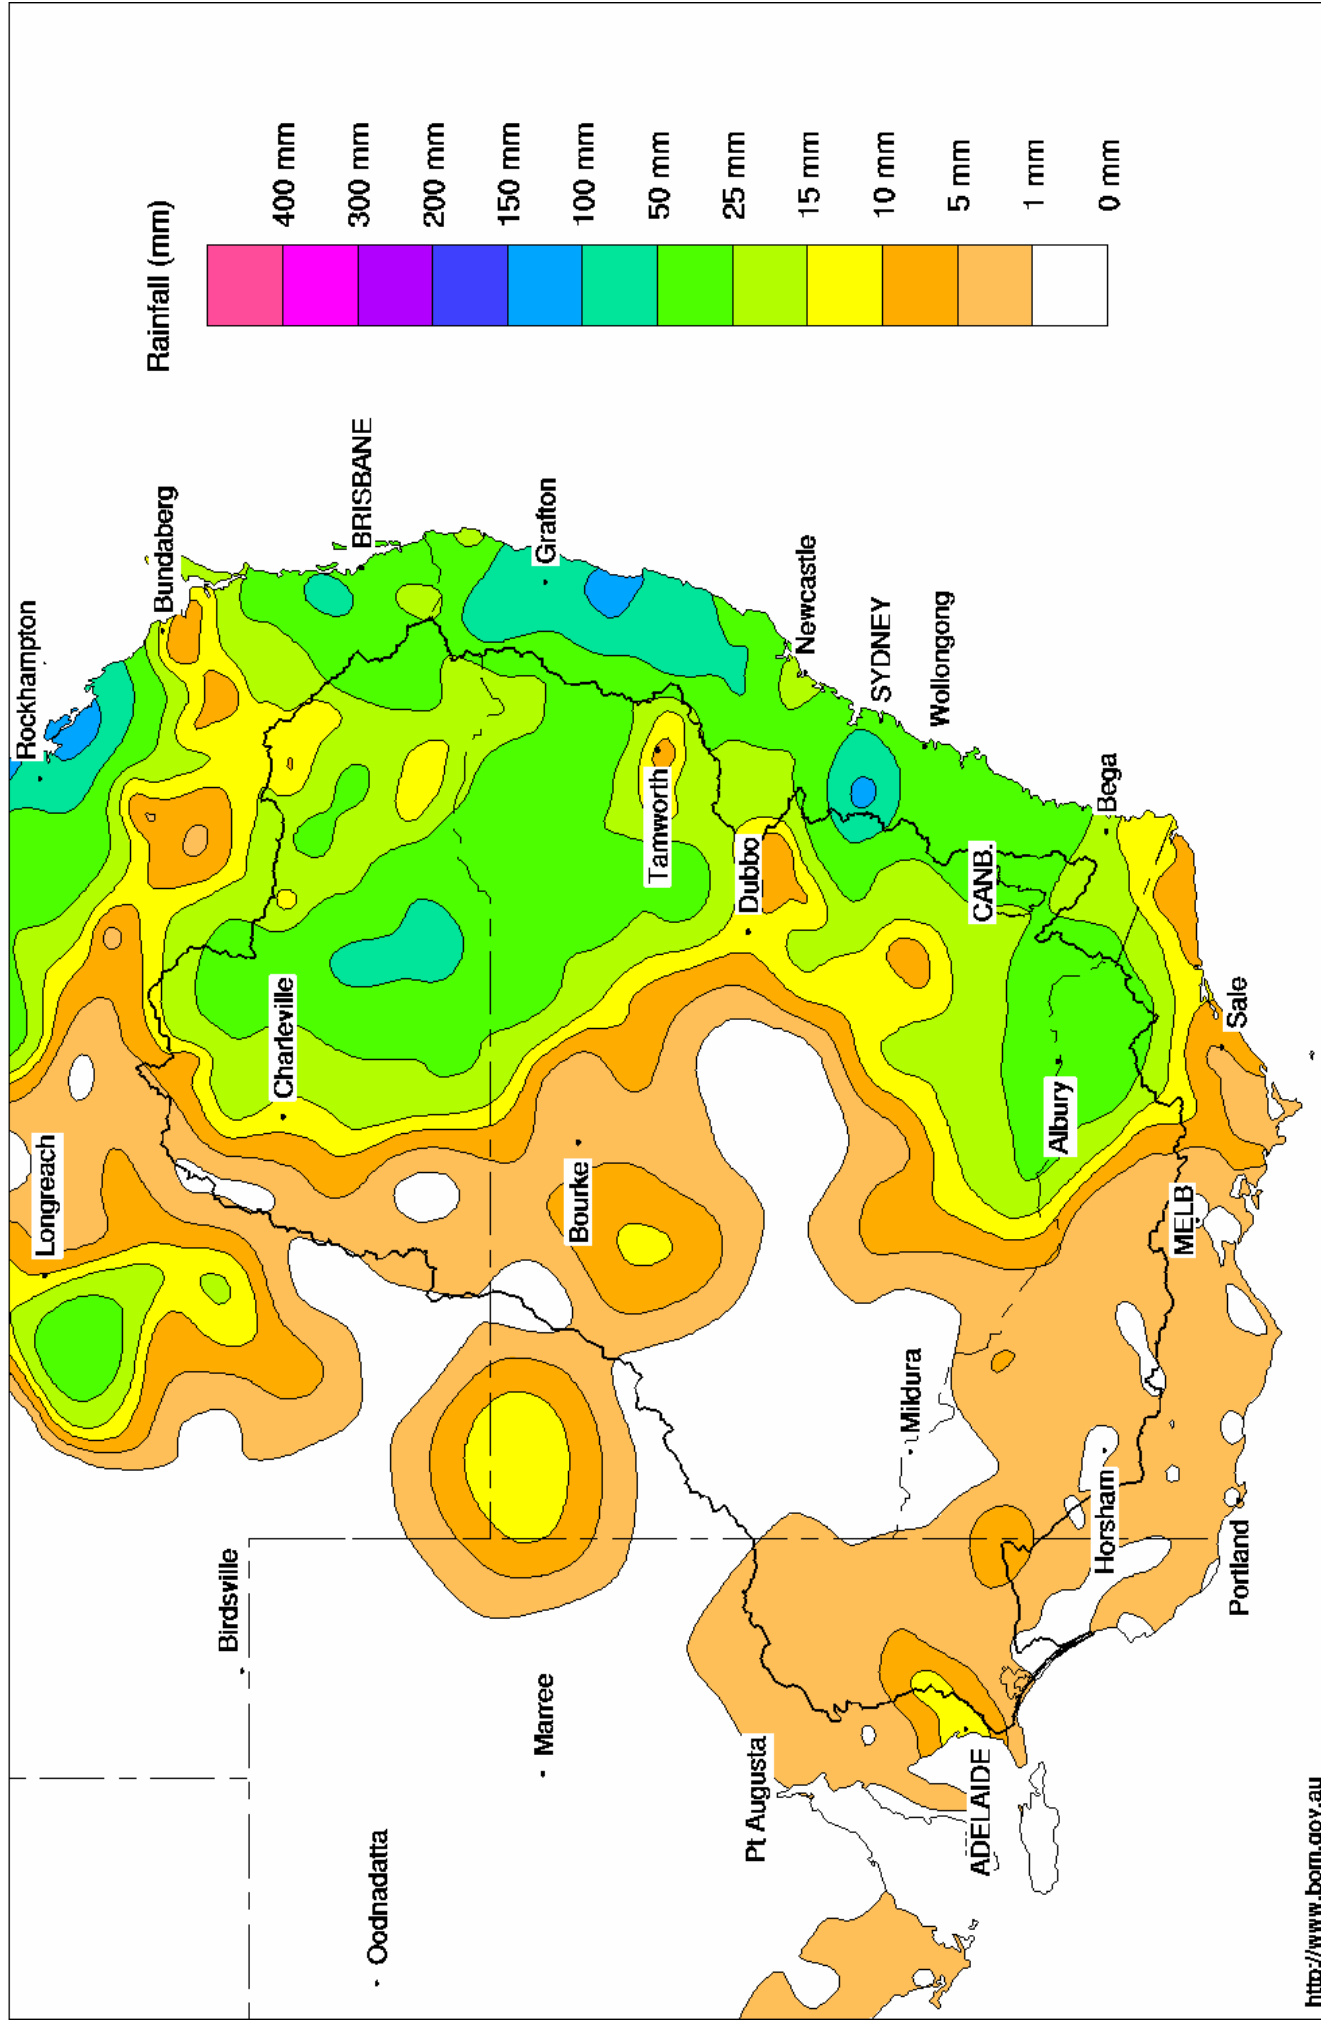 Rainfall (mm)
400 mm
300 mm
200 mm
150 mm
100 mm
50 mm
25 mm
15 mm
10 mm
5 mm
1 mm
0 mm
Rockhampton
Bundaberg
BRISBANE
Grafton
Newcastle
SYDNEY
Wollongong
Bega
Tamworth
Dubbo
CANB.
Charleville
Albury
Sale
Longreach
Bourke
MELB
Mildura
Birdsville
Horsham
Portland
Marree
Pt Augusta
ADELAIDE
Oodnadatta
http://www.bom.gov.au